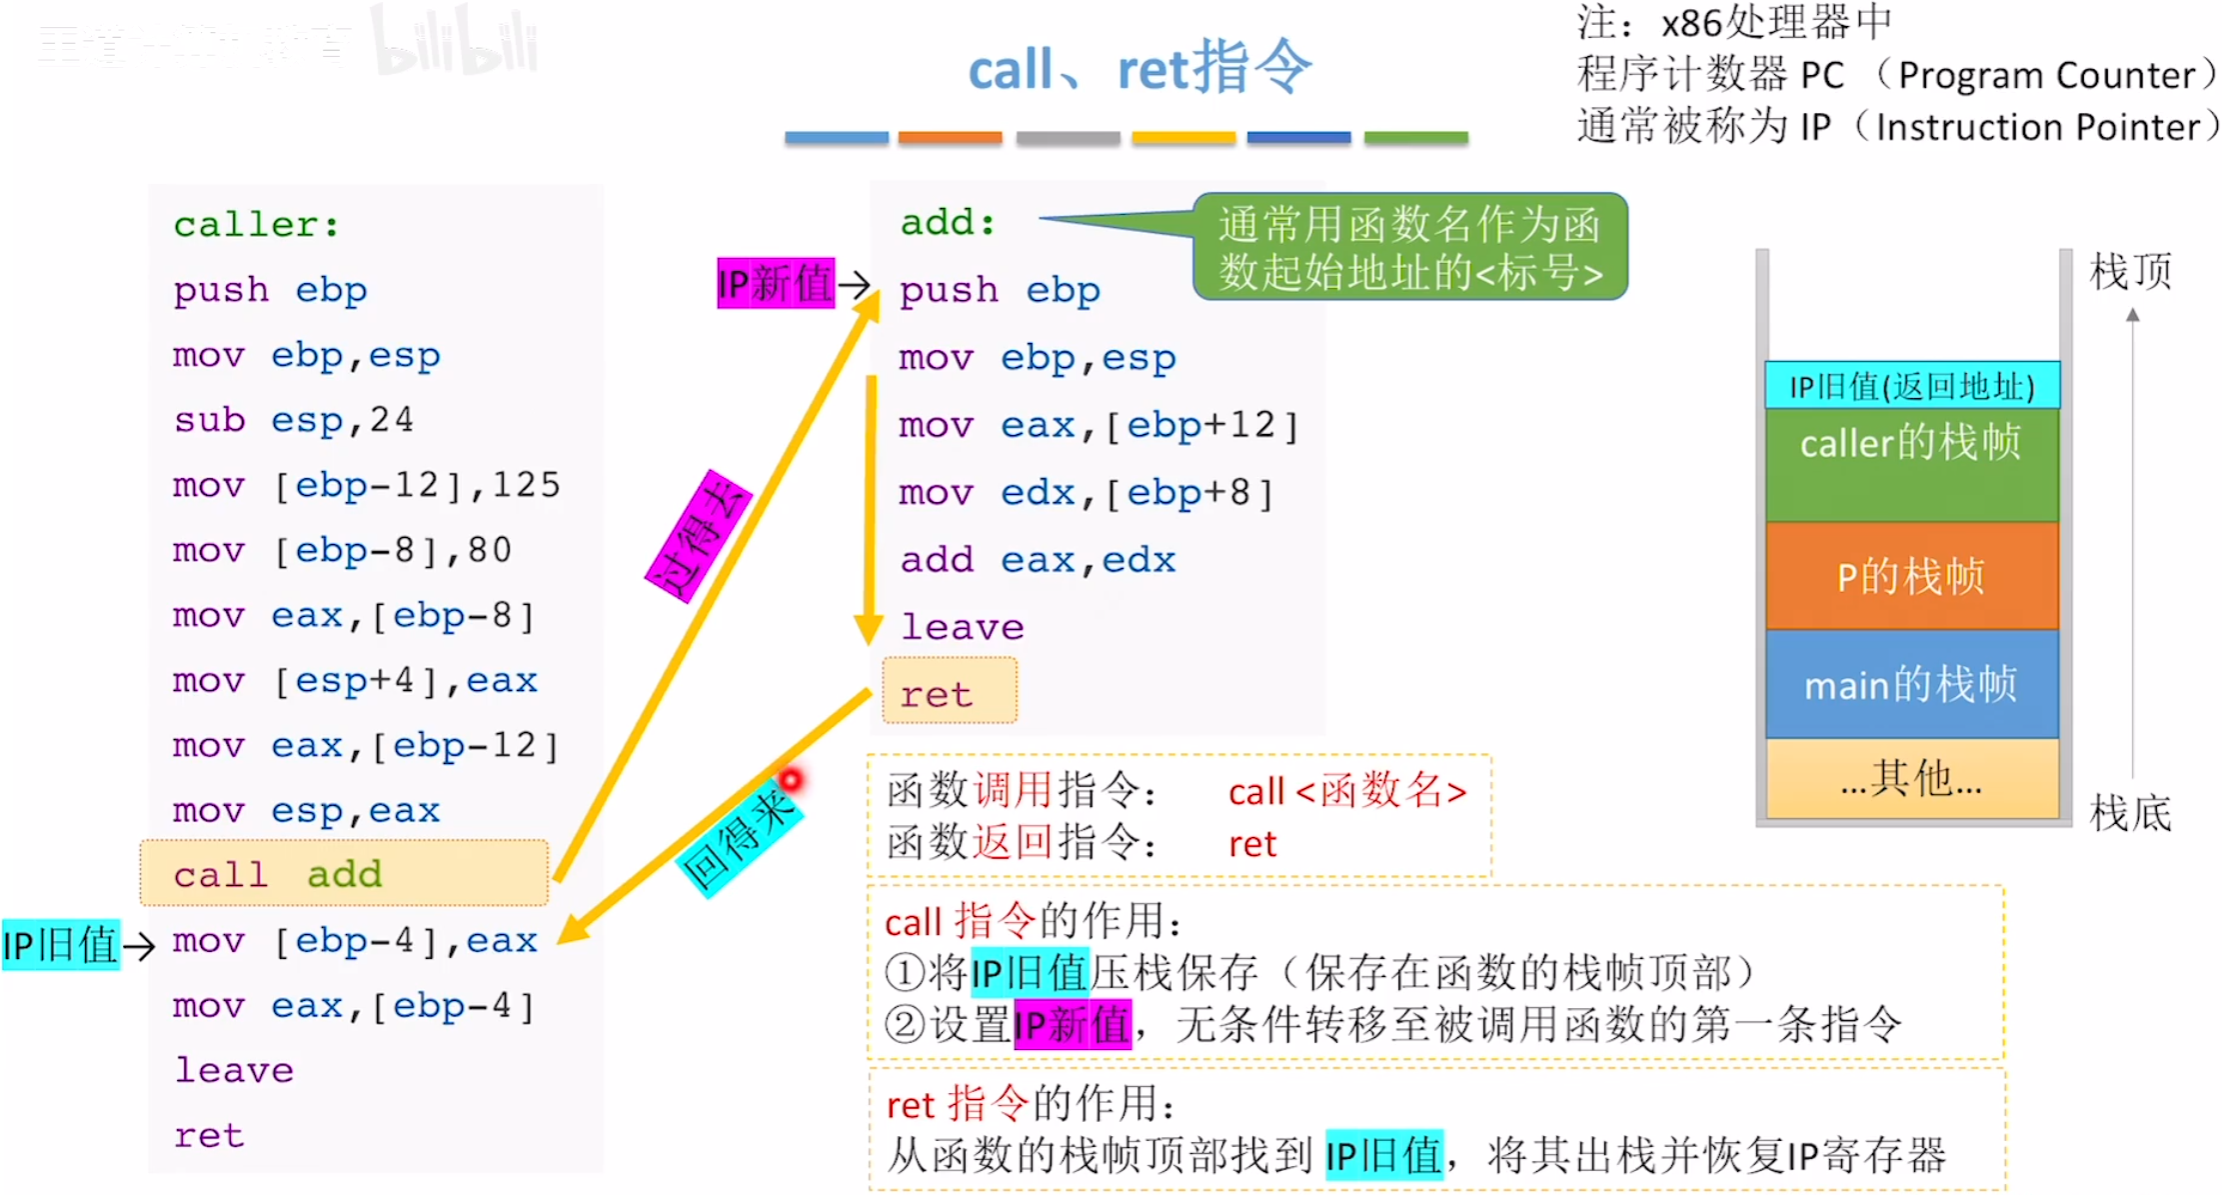 bilibili
call、ret指令
注：x86处理器中
程序计数器 PC （Program Counter）
通常被称为 IP（Instruction Pointer）
caller:
push ebp
mov ebp,esp
sub esp,24
mov [ebp-12],125
mov [ebp-8],80
mov eax,[ebp-8]
mov [esp+4],eax
mov eax,[ebp-12]
mov esp,eax
call add
IP旧值→
mov [ebp-4],eax
mov eax,[ebp-4]
leave
ret
过得去
回得来
add:
通常用函数名作为函
数起始地址的<标号>
IP新值→
push ebp
mov ebp,esp
mov eax,[ebp+12]
mov edx,[ebp+8]
add eax,edx
leave
ret
函数调用指令： call <函数名>
函数返回指令： ret
call 指令的作用：
①将IP旧值压栈保存（保存在函数的栈帧顶部）
②设置IP新值，无条件转移至被调用函数的第一条指令
ret 指令的作用：
从函数的栈帧顶部找到 IP旧值，将其出栈并恢复IP寄存器
栈顶
IP旧值(返回地址)
caller的栈帧
P的栈帧
main的栈帧
...其他...
栈底